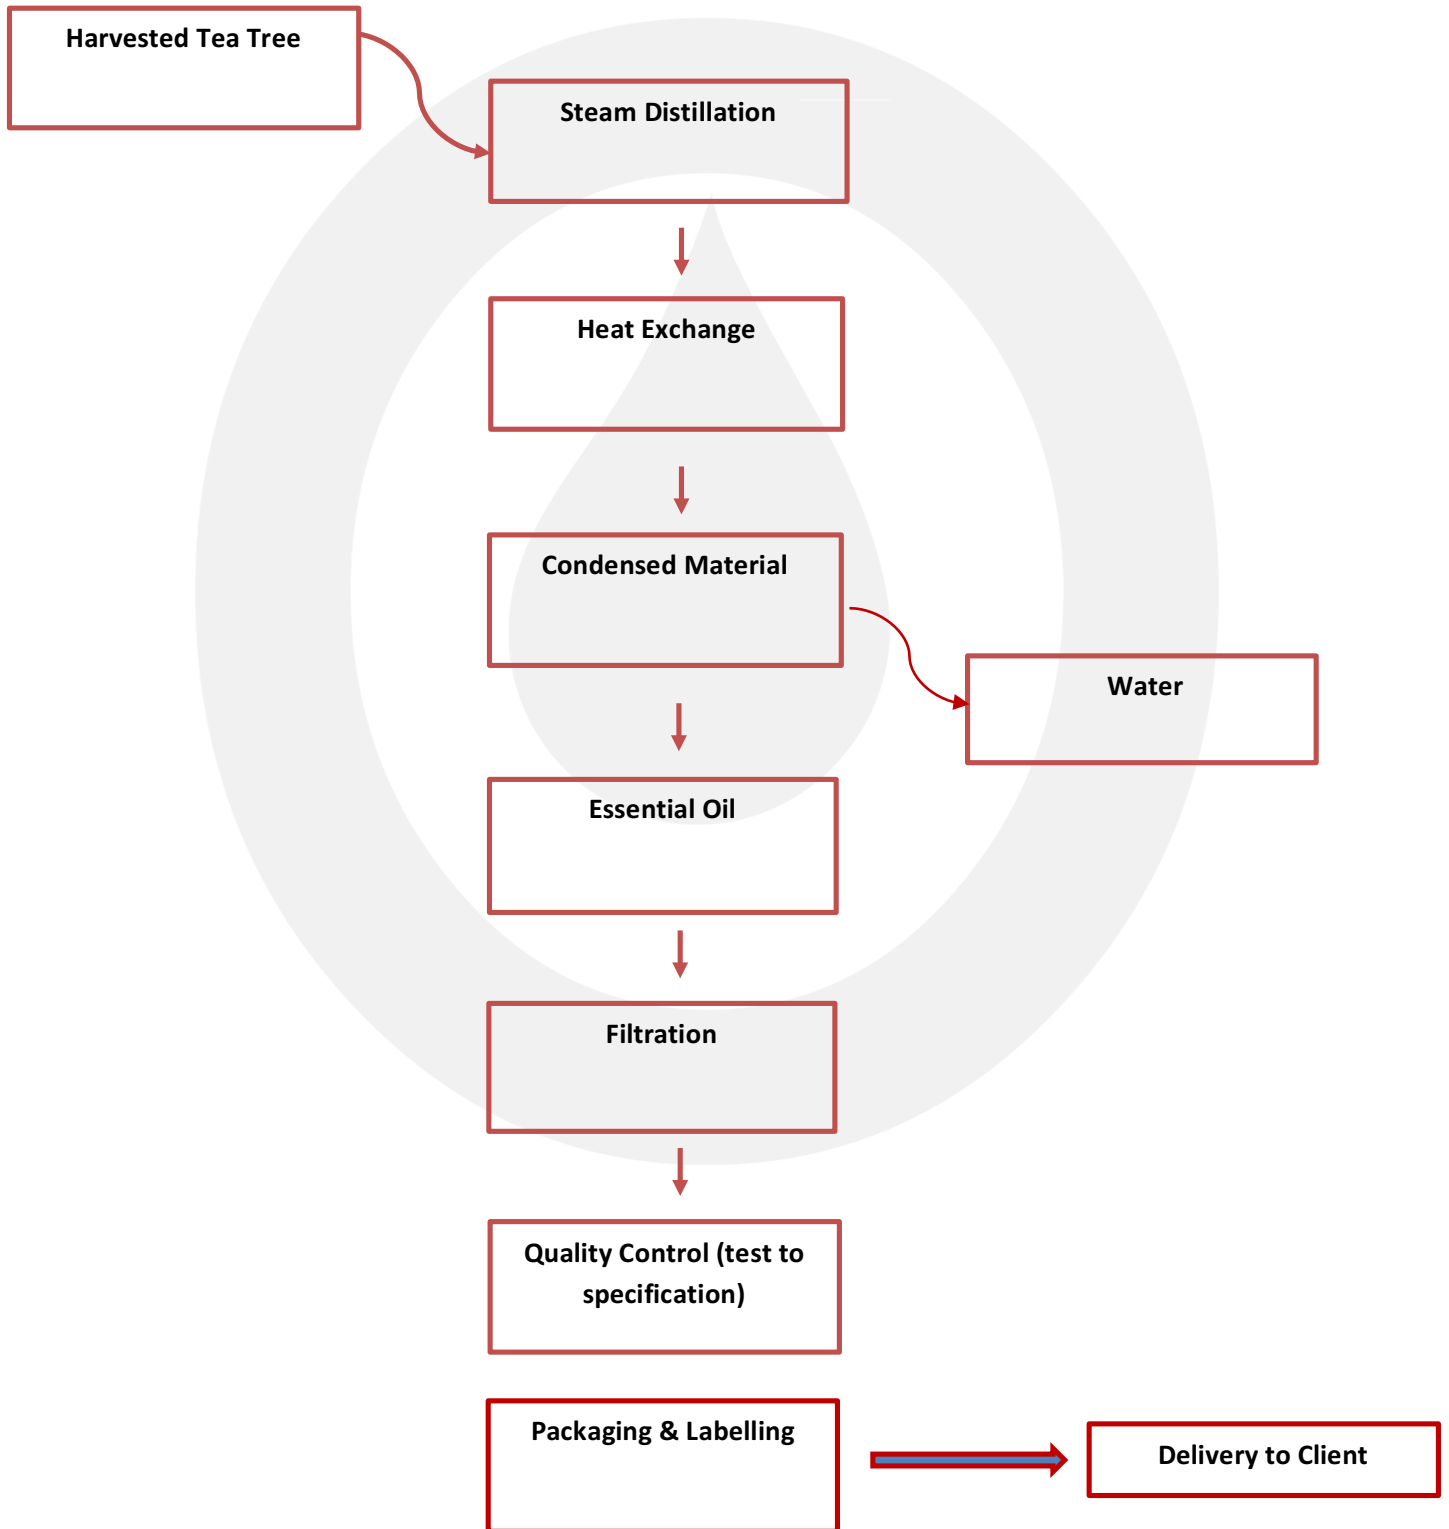 Harvested Tea Tree
Steam Distillation
Heat Exchange
Condensed Material
Water
Essential Oil
Filtration
Quality Control (test to
specification)
Packaging & Labelling
Delivery to Client